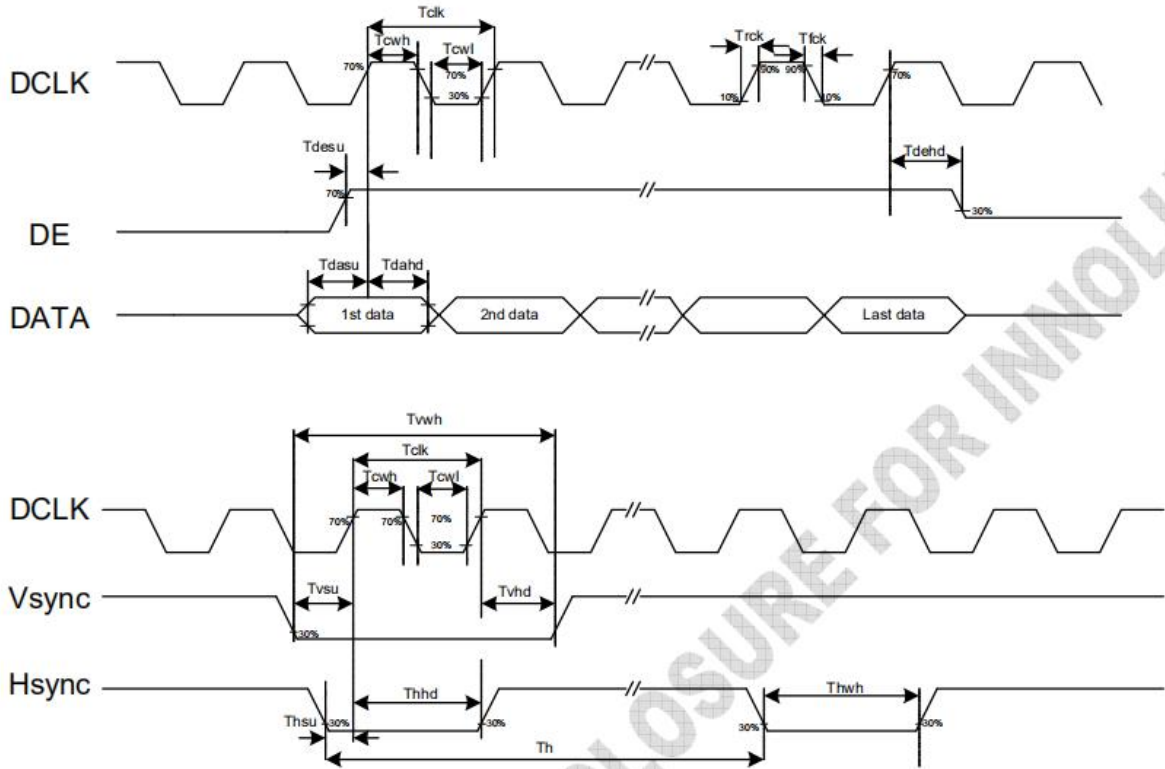 Tclk
Tcwh
Tcwl
Trck
Tfck
DCLK
70%
70%
30%
90%
90%
10%
10%
70%
Tdesu
Tdehd
70%
30%
DE
Tdasu
Tdahd
DATA
1st data
2nd data
Last data
Tvwh
Tclk
Tcwh
Tcwl
DCLK
70%
70%
70%
30%
Vsync
Tvsu
Tvhd
30%
Hsync
Thhd
Thwh
Thsu
30%
30%
30%
30%
Th
CLOSURE FOR INNOLU